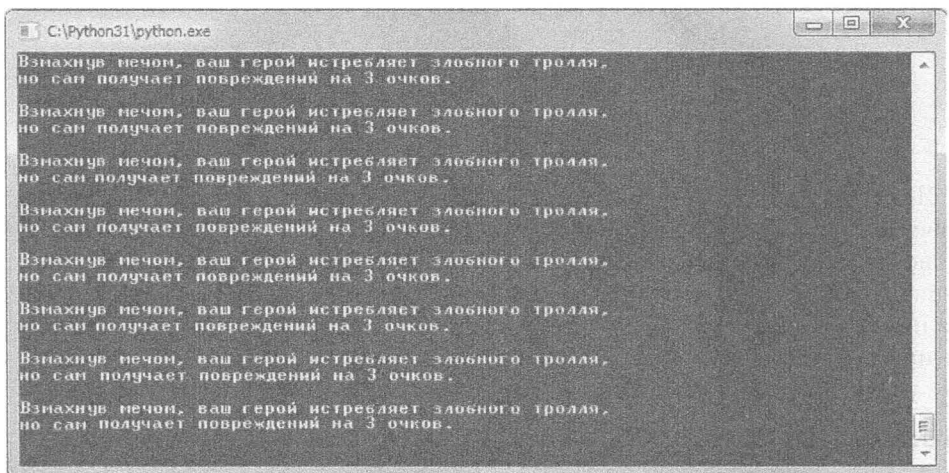 C:\Python31\python.exe
Взмахнув мечом, ваш герой истребляет злобного тролля,
но сам получает повреждений на 3 очков.
Взмахнув мечом, ваш герой истребляет злобного тролля,
но сам получает повреждений на 3 очков.
Взмахнув мечом, ваш герой истребляет злобного тролля,
но сам получает повреждений на 3 очков.
Взмахнув мечом, ваш герой истребляет злобного тролля,
но сам получает повреждений на 3 очков.
Взмахнув мечом, ваш герой истребляет злобного тролля,
но сам получает повреждений на 3 очков.
Взмахнув мечом, ваш герой истребляет злобного тролля,
но сам получает повреждений на 3 очков.
Взмахнув мечом, ваш герой истребляет злобного тролля,
но сам получает повреждений на 3 очков.
Взмахнув мечом, ваш герой истребляет злобного тролля,
но сам получает повреждений на 3 очков.